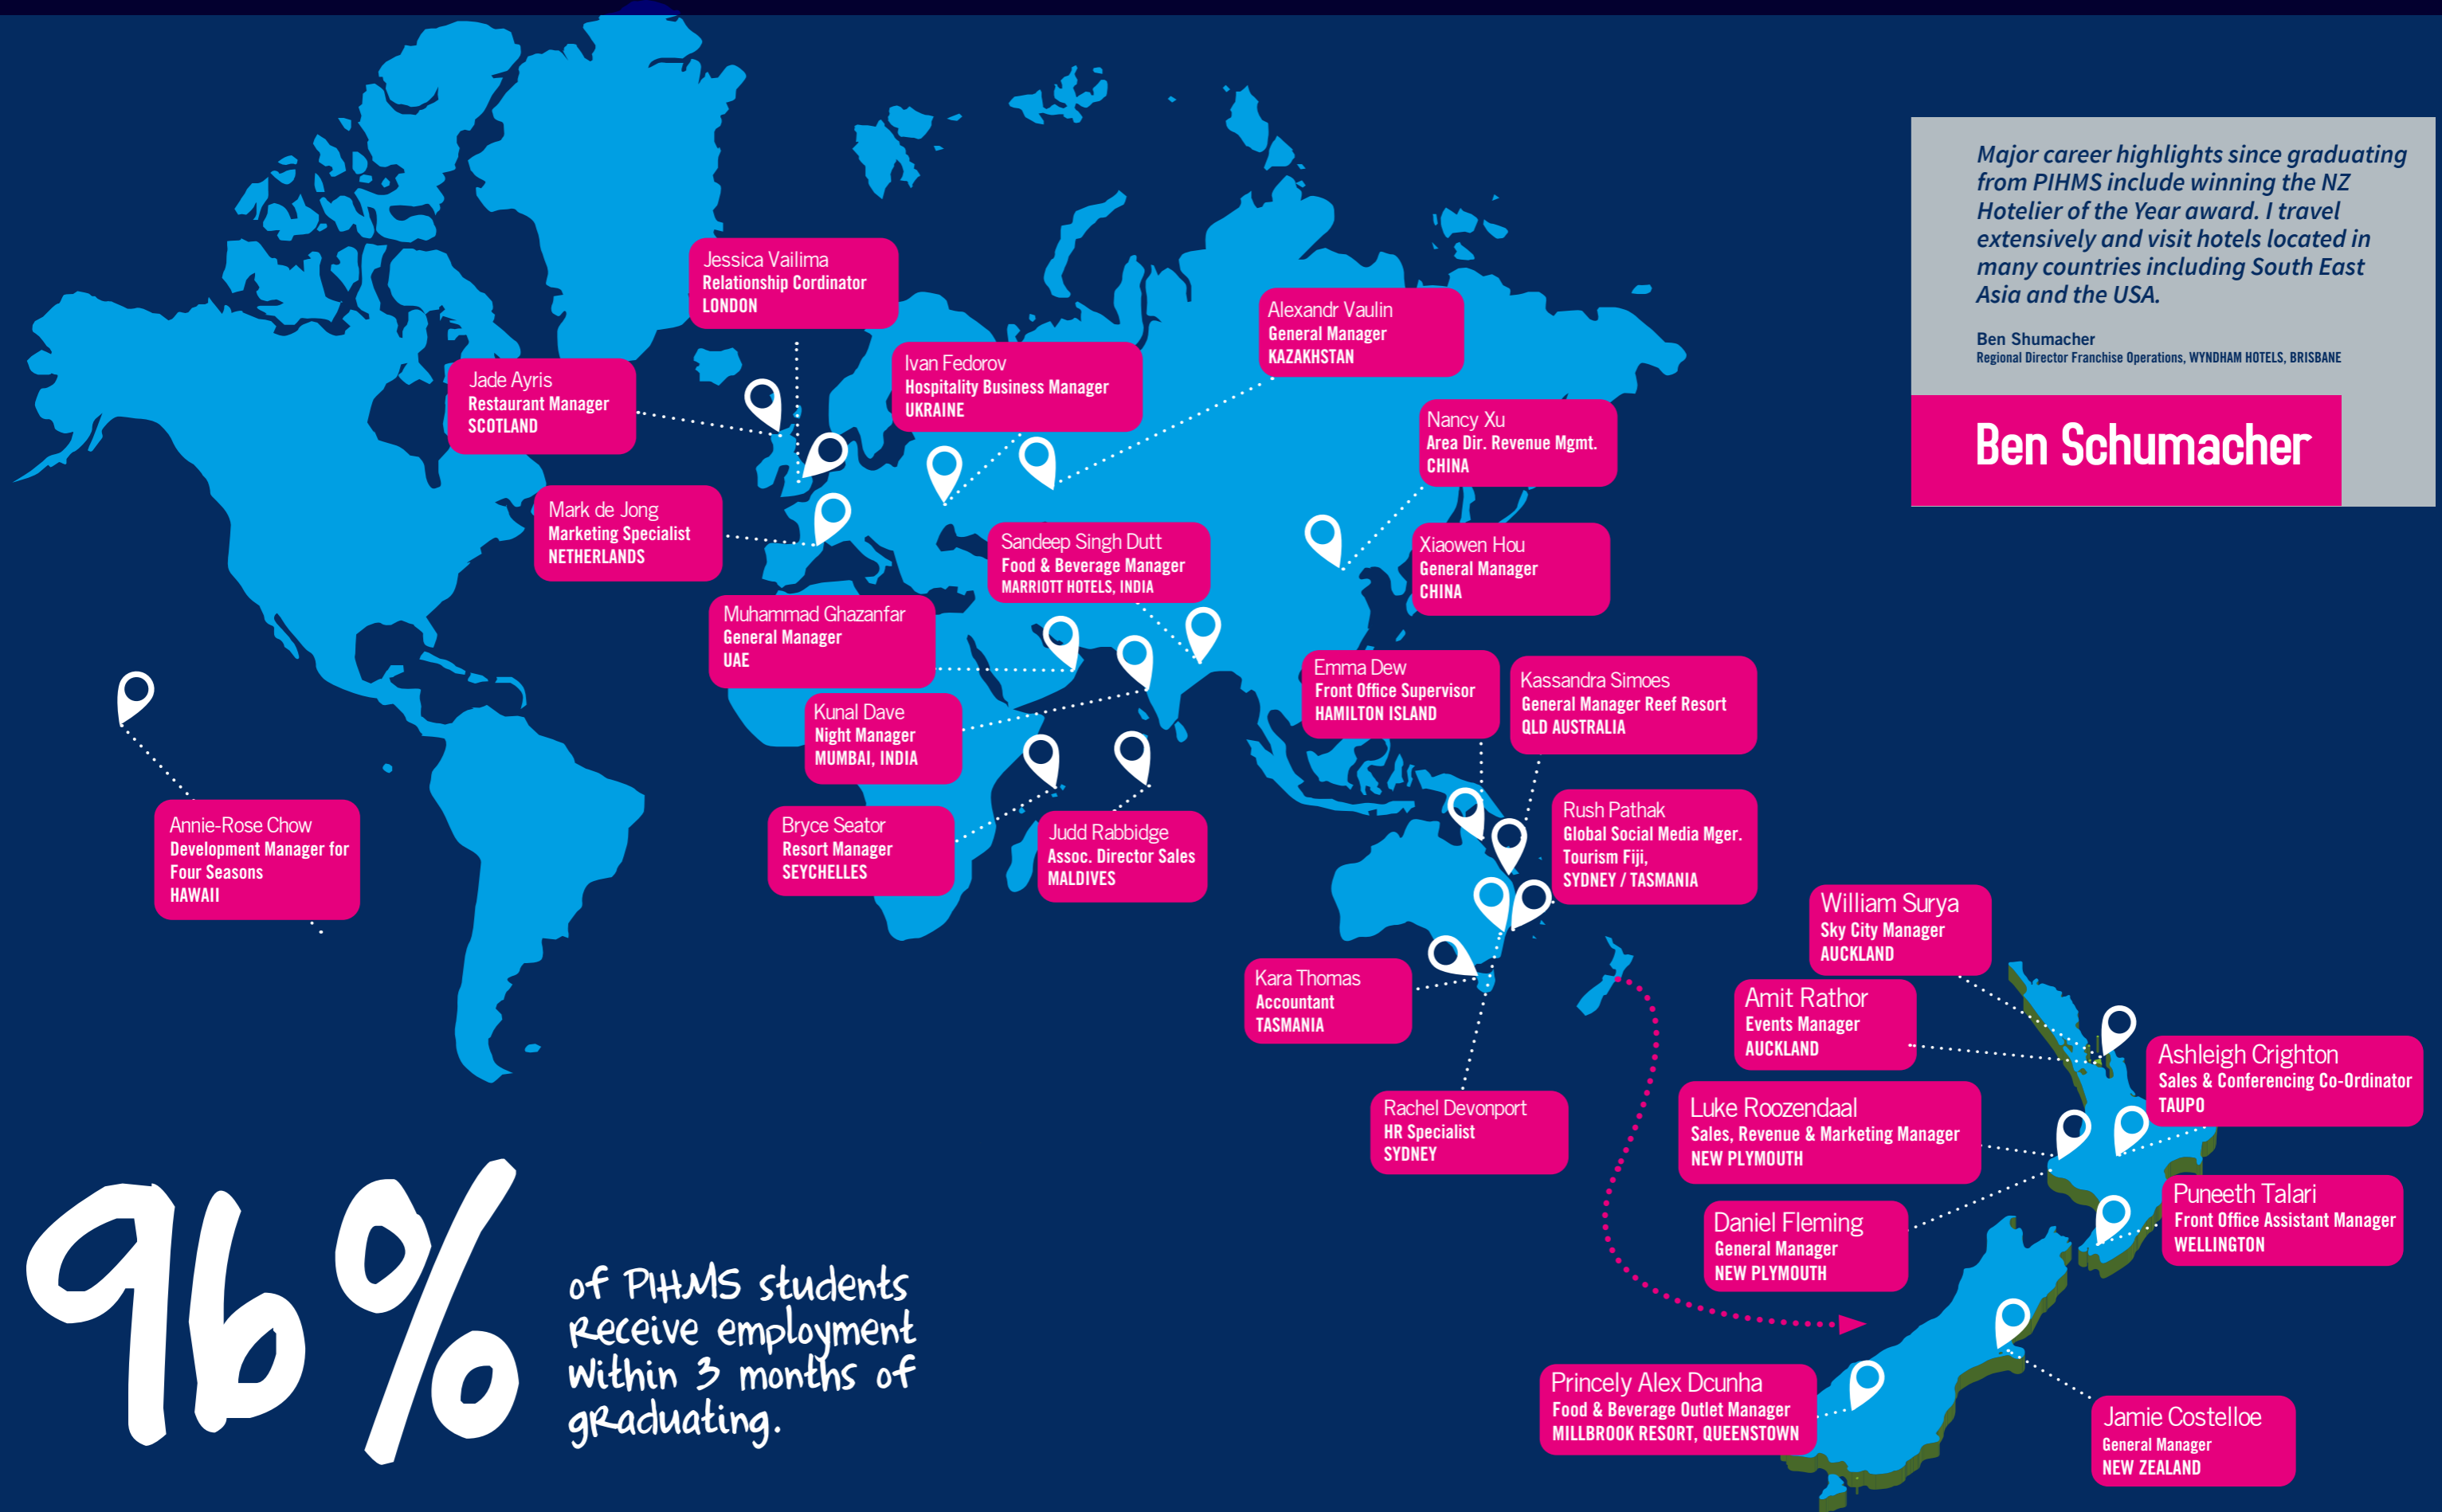 Major career highlights since graduating
from PIHMS include winning the NZ
Hotelier of the Year award. I travel
extensively and visit hotels located in
many countries including South East
Asia and the USA.
Ben Shumacher
Regional Director Franchise Operations, WYNDHAM HOTELS, BRISBANE
Ben Schumacher
Jessica Vailima
Relationship Cordinator
LONDON
Alexandr Vaulin
General Manager
KAZAKHSTAN
Ivan Fedorov
Hospitality Business Manager
UKRAINE
Jade Ayris
Restaurant Manager
SCOTLAND
Nancy Xu
Area Dir. Revenue Mgmt.
CHINA
Mark de Jong
Marketing Specialist
NETHERLANDS
Sandeep Singh Dutt
Food & Beverage Manager
MARRIOTT HOTELS, INDIA
Xiaowen Hou
General Manager
CHINA
Muhammad Ghazanfar
General Manager
UAE
Emma Dew
Front Office Supervisor
HAMILTON ISLAND
Kassandra Simoes
General Manager Reef Resort
QLD AUSTRALIA
Kunal Dave
Night Manager
MUMBAI, INDIA
Annie-Rose Chow
Development Manager for
Four Seasons
HAWAII
Bryce Seator
Resort Manager
SEYCHELLES
Judd Rabbidge
Assoc. Director Sales
MALDIVES
Rush Pathak
Global Social Media Mger.
Tourism Fiji,
SYDNEY / TASMANIA
William Surya
Sky City Manager
AUCKLAND
Kara Thomas
Accountant
TASMANIA
Amit Rathor
Events Manager
AUCKLAND
Ashleigh Crighton
Sales & Conferencing Co-Ordinator
TAUPO
Rachel Devonport
HR Specialist
SYDNEY
Luke Roozendaal
Sales, Revenue & Marketing Manager
NEW PLYMOUTH
Puneeth Talari
Front Office Assistant Manager
WELLINGTON
Daniel Fleming
General Manager
NEW PLYMOUTH
Princely Alex Dcunha
Food & Beverage Outlet Manager
MILLBROOK RESORT, QUEENSTOWN
Jamie Costelloe
General Manager
NEW ZEALAND
96%
of PIHMS students
Receive employment
Within 3 months of
gRaduating.